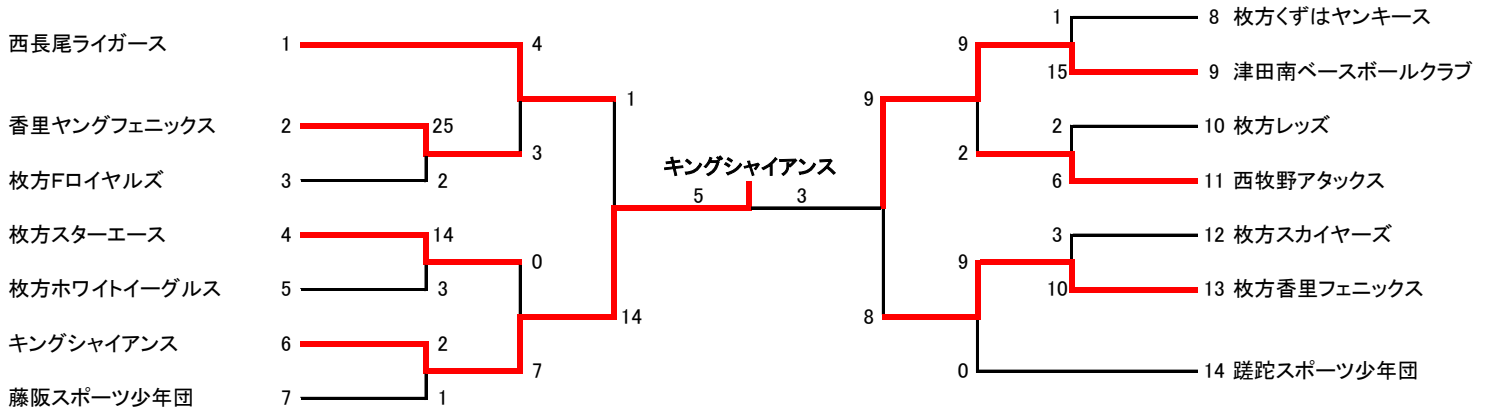 西長尾ライガース 1 4
香里ヤングフェニックス 2 25
枚方Fロイヤルズ 3 2
3
1
枚方スターエース 4 14
枚方ホワイトイーグルス 5 3
0
キングシャイアンス 6 2
藤阪スポーツ少年団 7 1
7
14
キングシャイアンス
5 3
1 8 枚方くずはヤンキース
9
15 9 津田南ベースボールクラブ
9
2 10 枚方レッズ
2
6 11 西牧野アタックス
3 12 枚方スカイヤーズ
9
10 13 枚方香里フェニックス
8
0 14 蹉跎スポーツ少年団